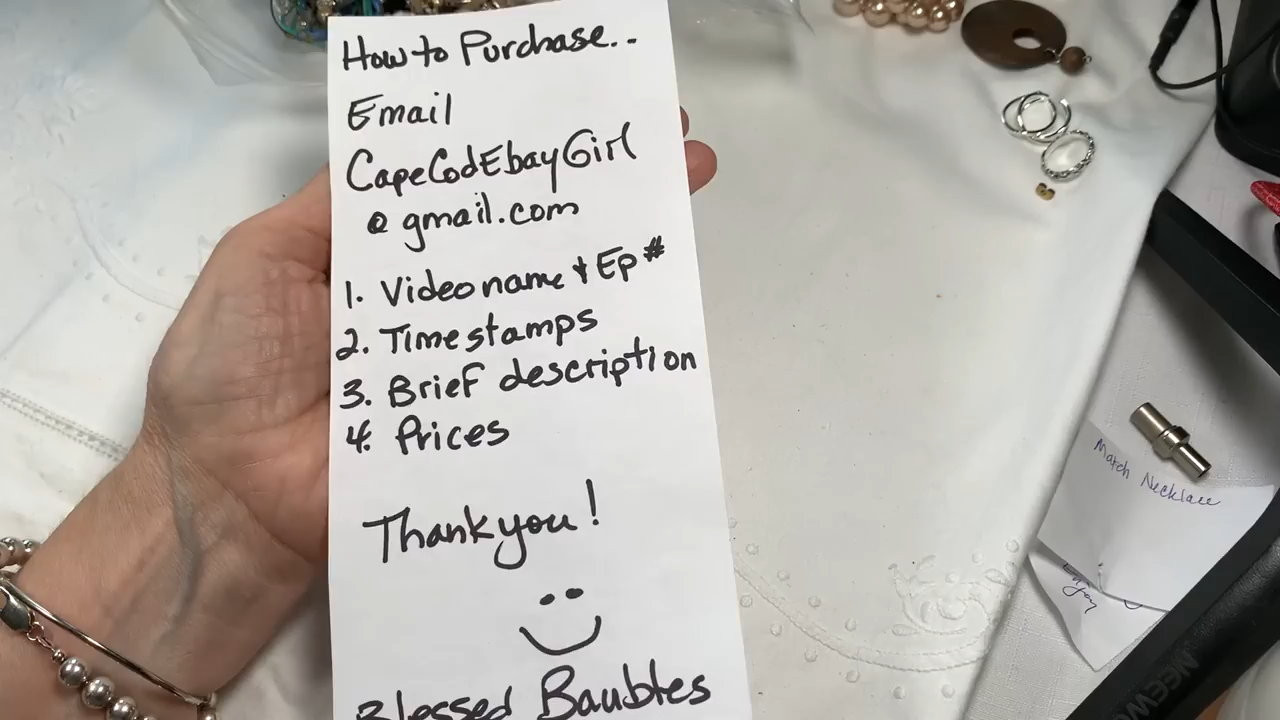 How to Purchase..
Email
CapeCodEbayGirl
@ gmail.com
1. Video name & Ep #
2. Timestamps
3. Brief description
4. Prices
Thank you!
Blessed Baubles
Match Necklace
NEEW